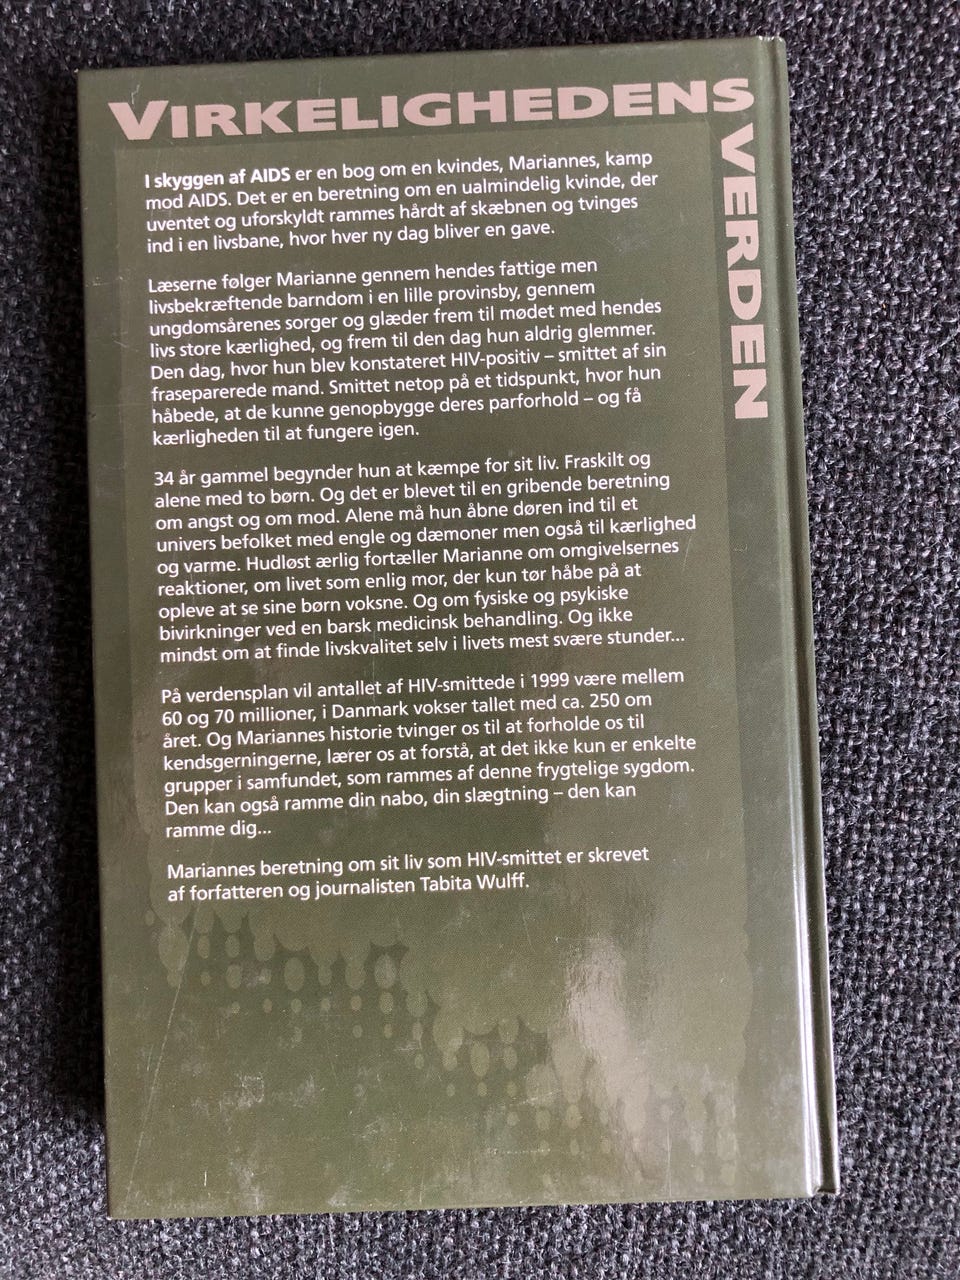 VIRKELIGHEDENS
VERDEN
I skyggen af AIDS er en bog om en kvindes, Mariannes, kamp
mod AIDS. Det er en beretning om en ualmindelig kvinde, der
uventet og uforskyldt rammes hårdt af skæbnen og tvinges
ind i en livsbane, hvor hver ny dag bliver en gave.
Læserne følger Marianne gennem hendes fattige men
livsbekræftende barndom i en lille provinsby, gennem
ungdomsårenes sorger og glæder frem til mødet med hendes
livs store kærlighed, og frem til den dag hun aldrig glemmer.
Den dag, hvor hun blev konstateret HIV-positiv – smittet af sin
fraseparerede mand. Smittet netop på et tidspunkt, hvor hun
håbede, at de kunne genopbygge deres parforhold – og få
kærligheden til at fungere igen.
34 år gammel begynder hun at kæmpe for sit liv. Fraskilt og
alene med to børn. Og det er blevet til en gribende beretning
om angst og om mod. Alene må hun åbne døren ind til et
univers befolket med engle og dæmoner men også til kærlighed
og varme. Hudløst ærlig fortæller Marianne om omgivelsernes
reaktioner, om livet som enlig mor, der kun tør håbe på at
opleve at se sine børn voksne. Og om fysiske og psykiske
bivirkninger ved en barsk medicinsk behandling. Og ikke
mindst om at finde livskvalitet selv i livets mest svære stunder...
På verdensplan vil antallet af HIV-smittede i 1999 være mellem
60 og 70 millioner, i Danmark vokser tallet med ca. 250 om
året. Og Mariannes historie tvinger os til at forholde os til
kendsgerningerne, lærer os at forstå, at det ikke kun er enkelte
grupper i samfundet, som rammes af denne frygtelige sygdom.
Den kan også ramme din nabo, din slægtning – den kan
ramme dig...
Mariannes beretning om sit liv som HIV-smittet er skrevet
af forfatteren og journalisten Tabita Wulff.